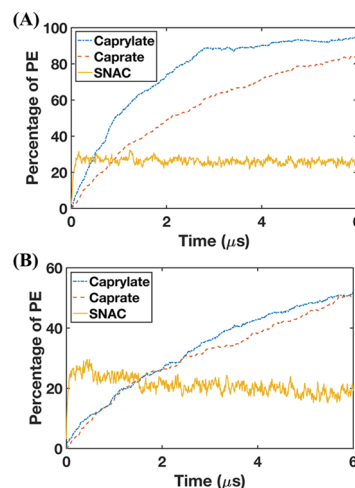 (A)
Percentage of PE
100
80
60
40
20
0
Caprylate
Caprate
SNAC
0
2
4
6
Time (μs)
(B)
Percentage of PE
60
40
20
0
Caprylate
Caprate
SNAC
0
2
4
6
Time (μs)